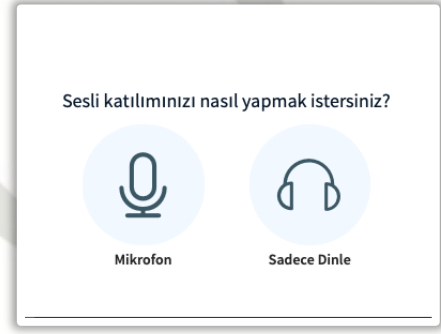 Sesli katılımınızı nasıl yapmak istersiniz?
Mikrofon
Sadece Dinle